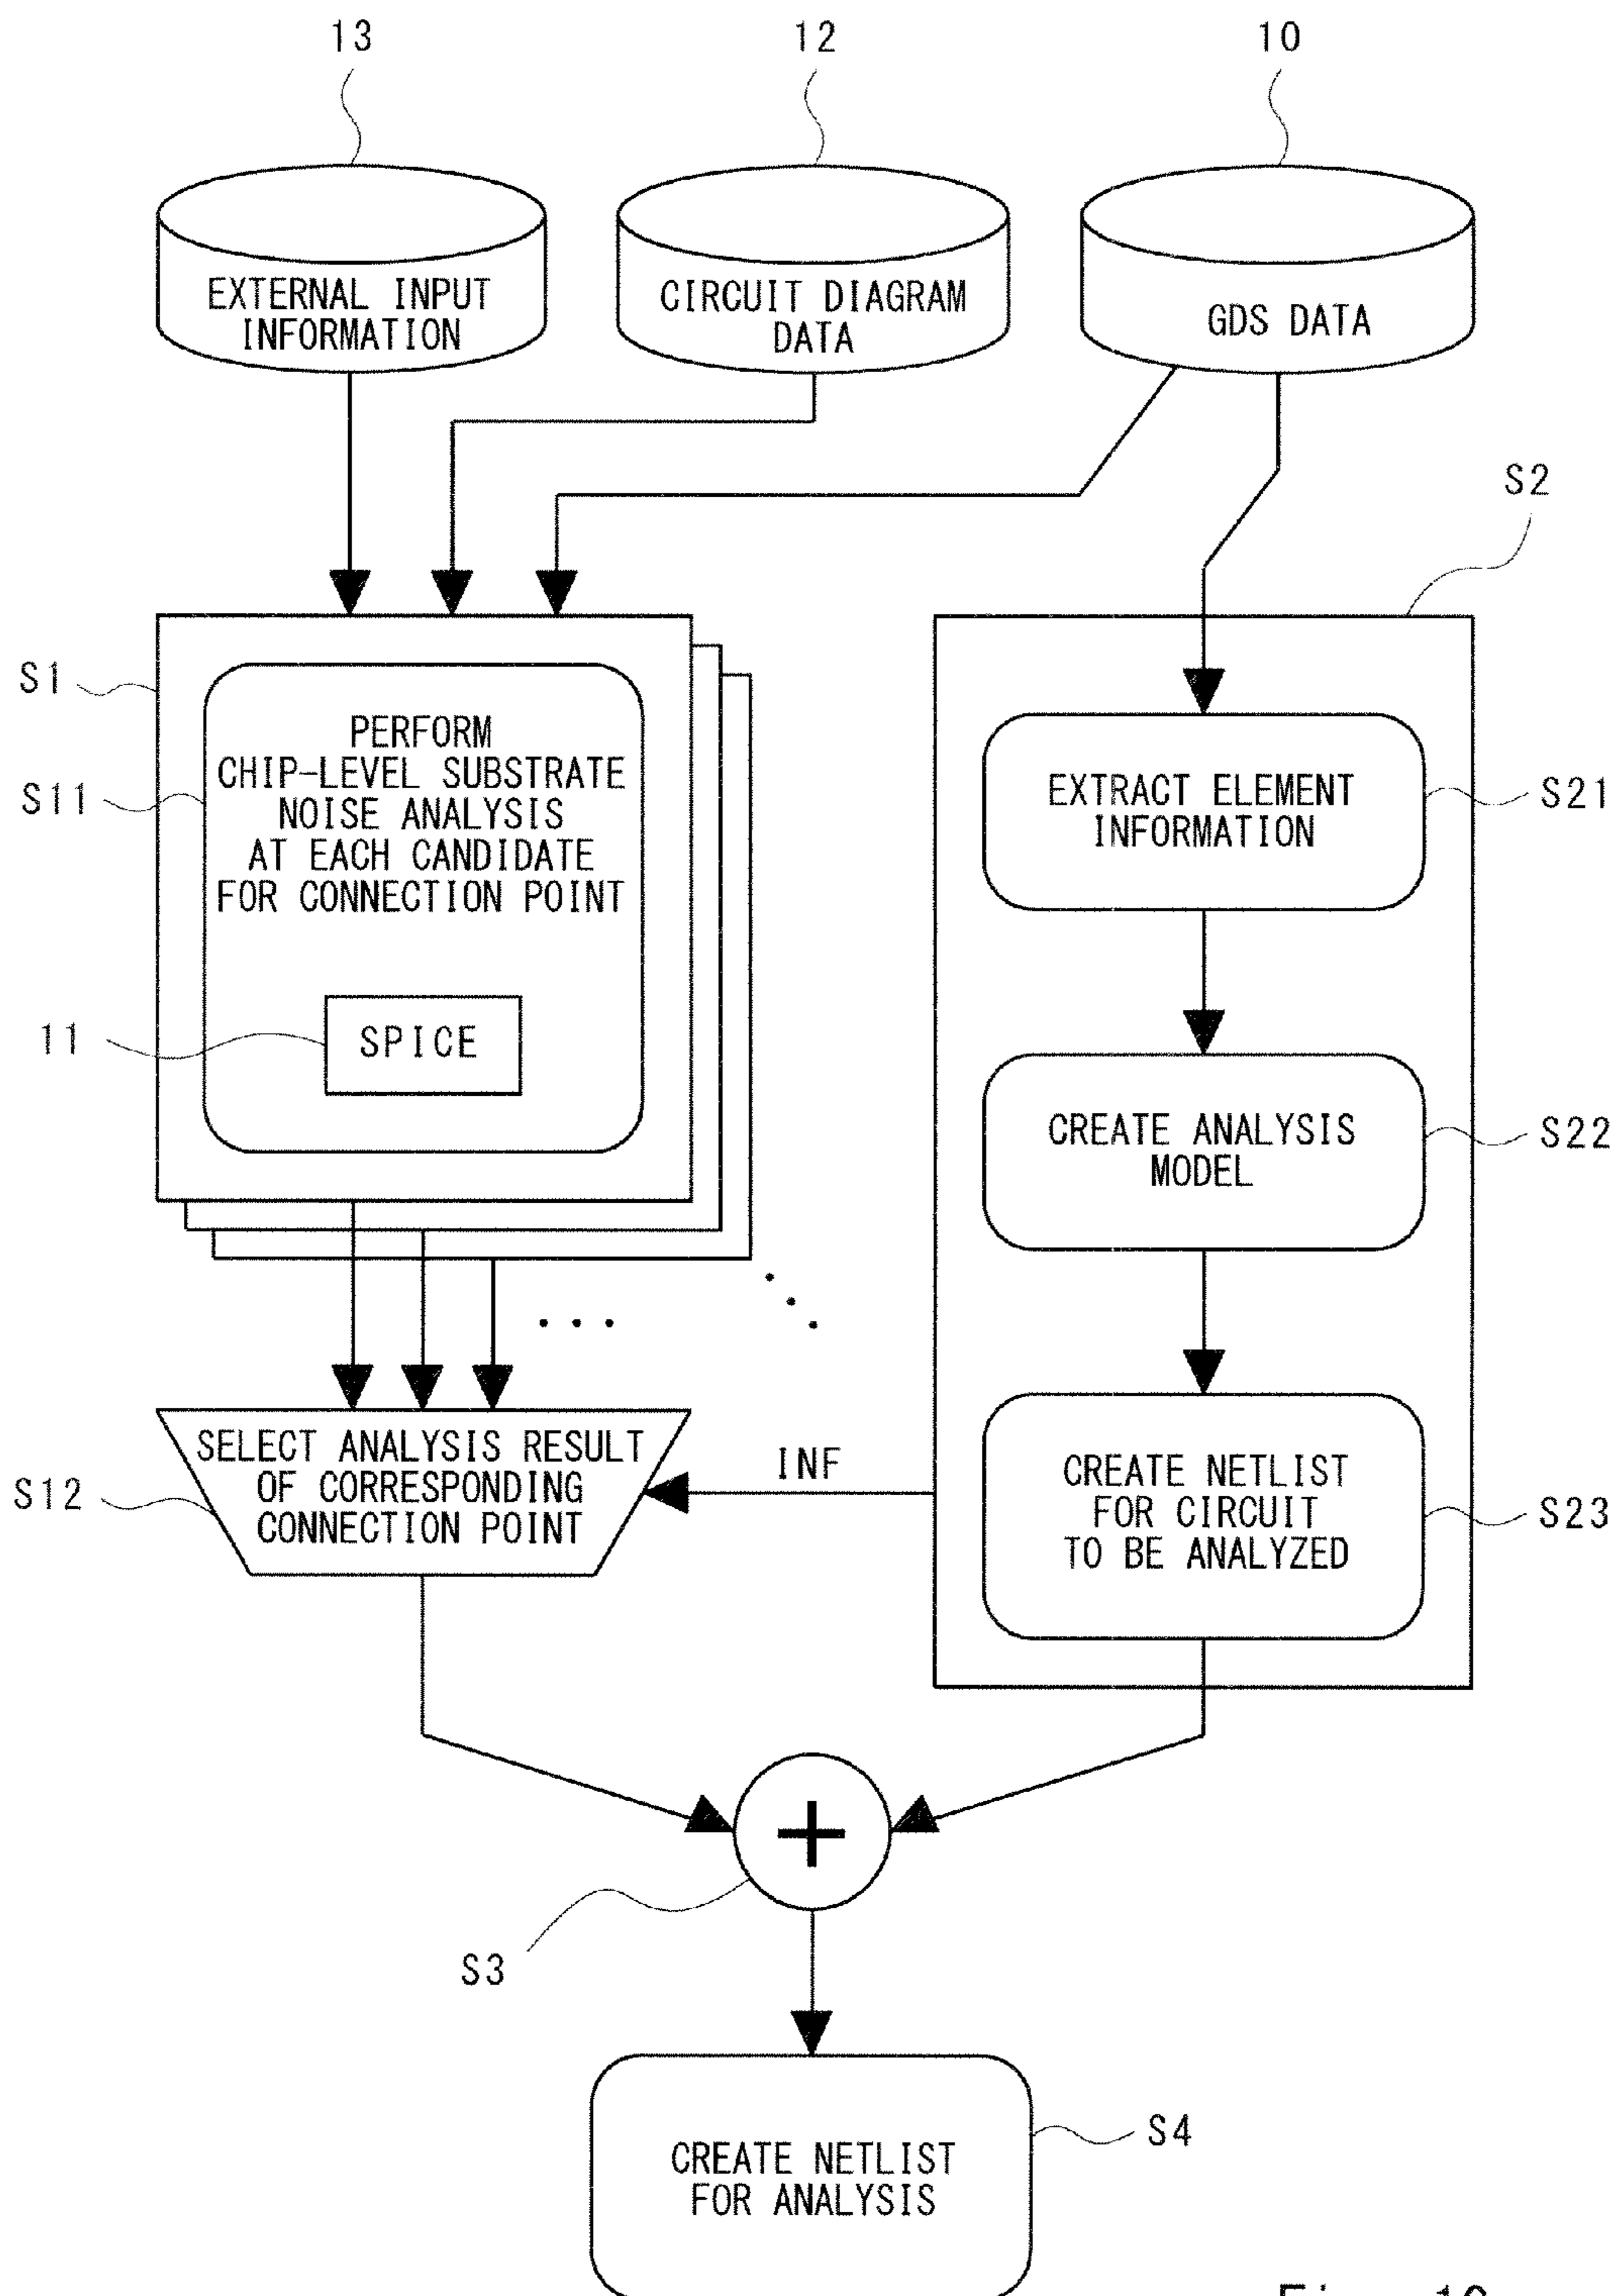 13
12
10
EXTERNAL INPUT
INFORMATION
CIRCUIT DIAGRAM
DATA
GDS DATA
S2
S1
S11
PERFORM
CHIP-LEVEL SUBSTRATE
NOISE ANALYSIS
AT EACH CANDIDATE
FOR CONNECTION POINT
11
SPICE
EXTRACT ELEMENT
INFORMATION
S21
CREATE ANALYSIS
MODEL
S22
...
SELECT ANALYSIS RESULT
OF CORRESPONDING
CONNECTION POINT
S12
INF
CREATE NETLIST
FOR CIRCUIT
TO BE ANALYZED
S23
+
S3
CREATE NETLIST
FOR ANALYSIS
S4